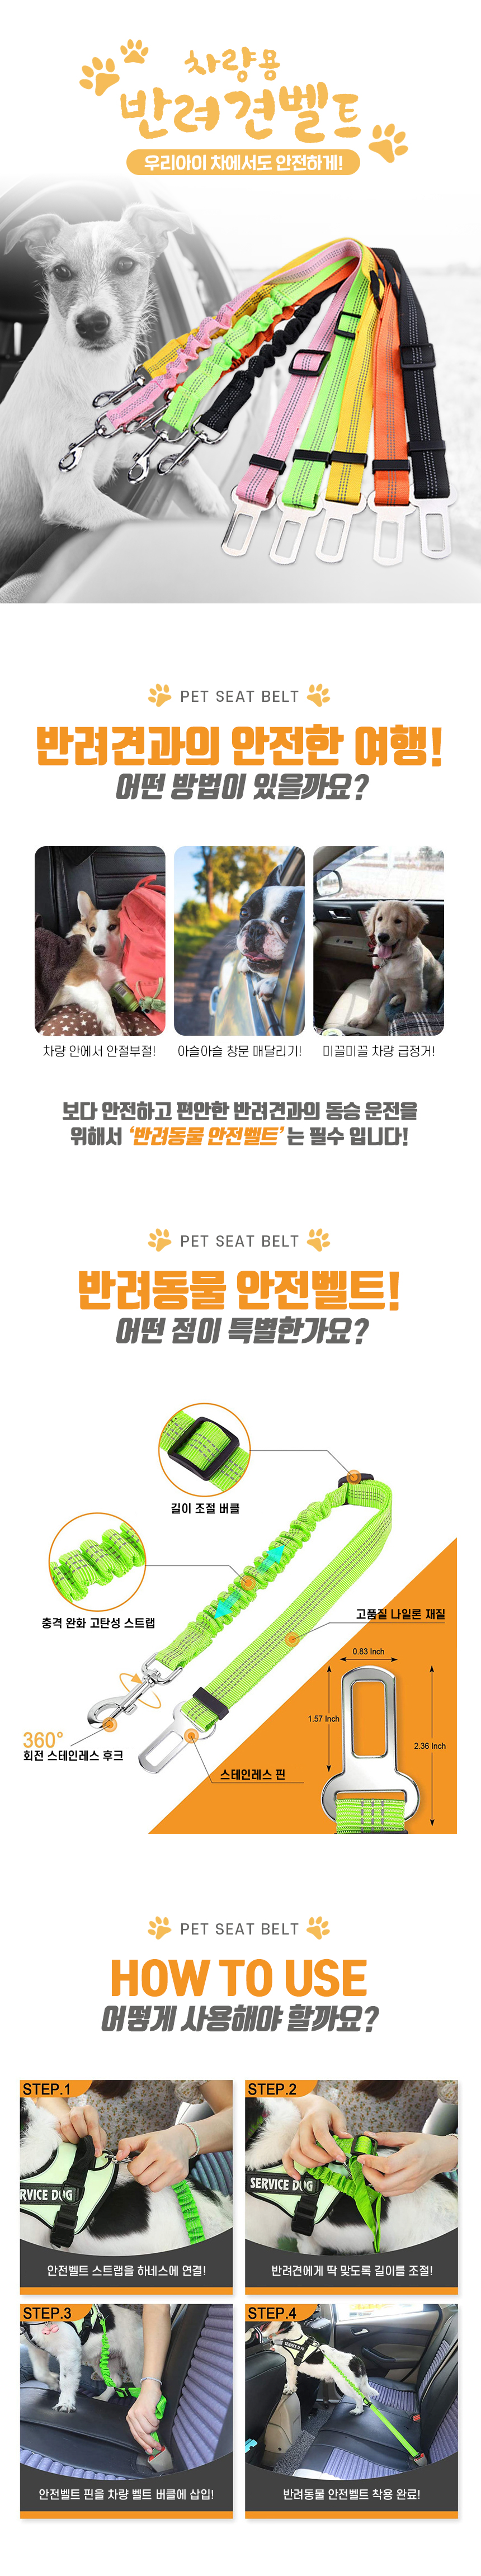 차량용
반려견벨트
우리아이 차에서도 안전하게!
PET SEAT BELT
반려견과의 안전한 여행!
어떤 방법이 있을까요?
차량 안에서 안절부절!
아슬아슬 창문 매달리기!
미끌미끌 차량 급정거!
보다 안전하고 편안한 반려견과의 동승 운전을
위해서 ‘반려동물 안전벨트’는 필수 입니다!
PET SEAT BELT
반려동물 안전벨트!
어떤 점이 특별한가요?
길이 조절 버클
충격 완화 고탄성 스트랩
고품질 나일론 재질
0.83 Inch
1.57 Inch
2.36 Inch
360°
회전 스테인레스 후크
스테인레스 핀
PET SEAT BELT
HOW TO USE
어떻게 사용해야 할까요?
STEP.1
RVICE DOG
안전벨트 스트랩을 하네스에 연결!
STEP.2
SERVICE DOG
반려견에게 딱 맞도록 길이를 조절!
STEP.3
안전벨트 핀을 차량 벨트 버클에 삽입!
STEP.4
반려동물 안전벨트 착용 완료!